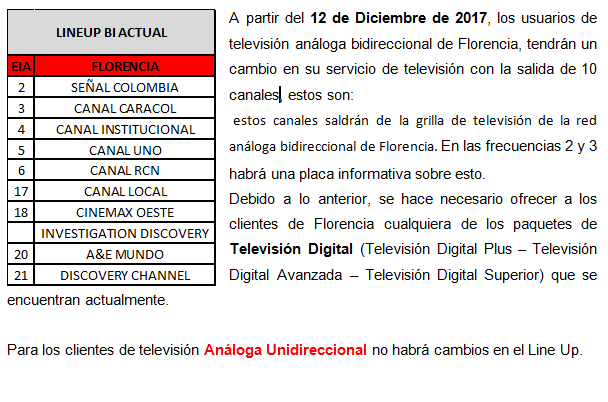 LINEUP BI ACTUAL
EIA FLORENCIA
2 SEÑAL COLOMBIA
3 CANAL CARACOL
4 CANAL INSTITUCIONAL
5 CANAL UNO
6 CANAL RCN
17 CANAL LOCAL
18 CINEMAX OESTE
INVESTIGATION DISCOVERY
20 A&E MUNDO
21 DISCOVERY CHANNEL
A partir del 12 de Diciembre de 2017, los usuarios de
televisión análoga bidireccional de Florencia, tendrán un
cambio en su servicio de televisión con la salida de 10
canales, estos son:
estos canales saldrán de la grilla de televisión de la red
análoga bidireccional de Florencia. En las frecuencias 2 y 3
habrá una placa informativa sobre esto.
Debido a lo anterior, se hace necesario ofrecer a los
clientes de Florencia cualquiera de los paquetes de
Televisión Digital (Televisión Digital Plus – Televisión
Digital Avanzada – Televisión Digital Superior) que se
encuentran actualmente.
Para los clientes de televisión Análoga Unidireccional no habrá cambios en el Line Up.